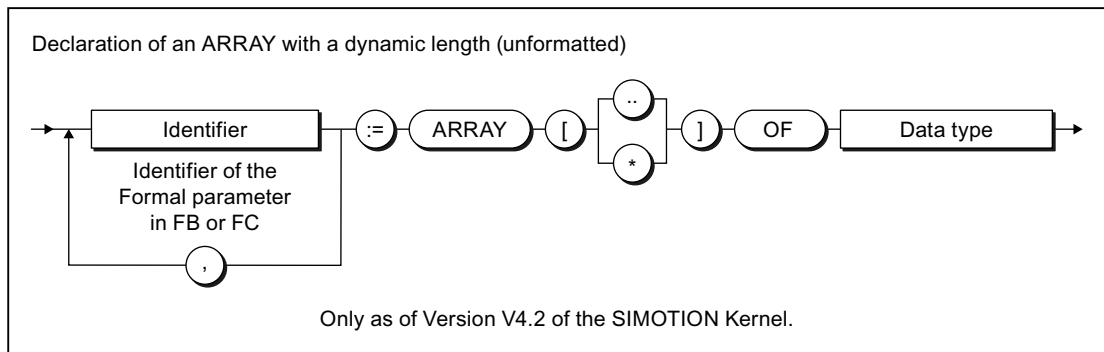 Declaration of an ARRAY with a dynamic length (unformatted)
Identifier
:=
ARRAY
[
..
*
]
OF
Data type
Identifier of the
Formal parameter
in FB or FC
,
Only as of Version V4.2 of the SIMOTION Kernel.